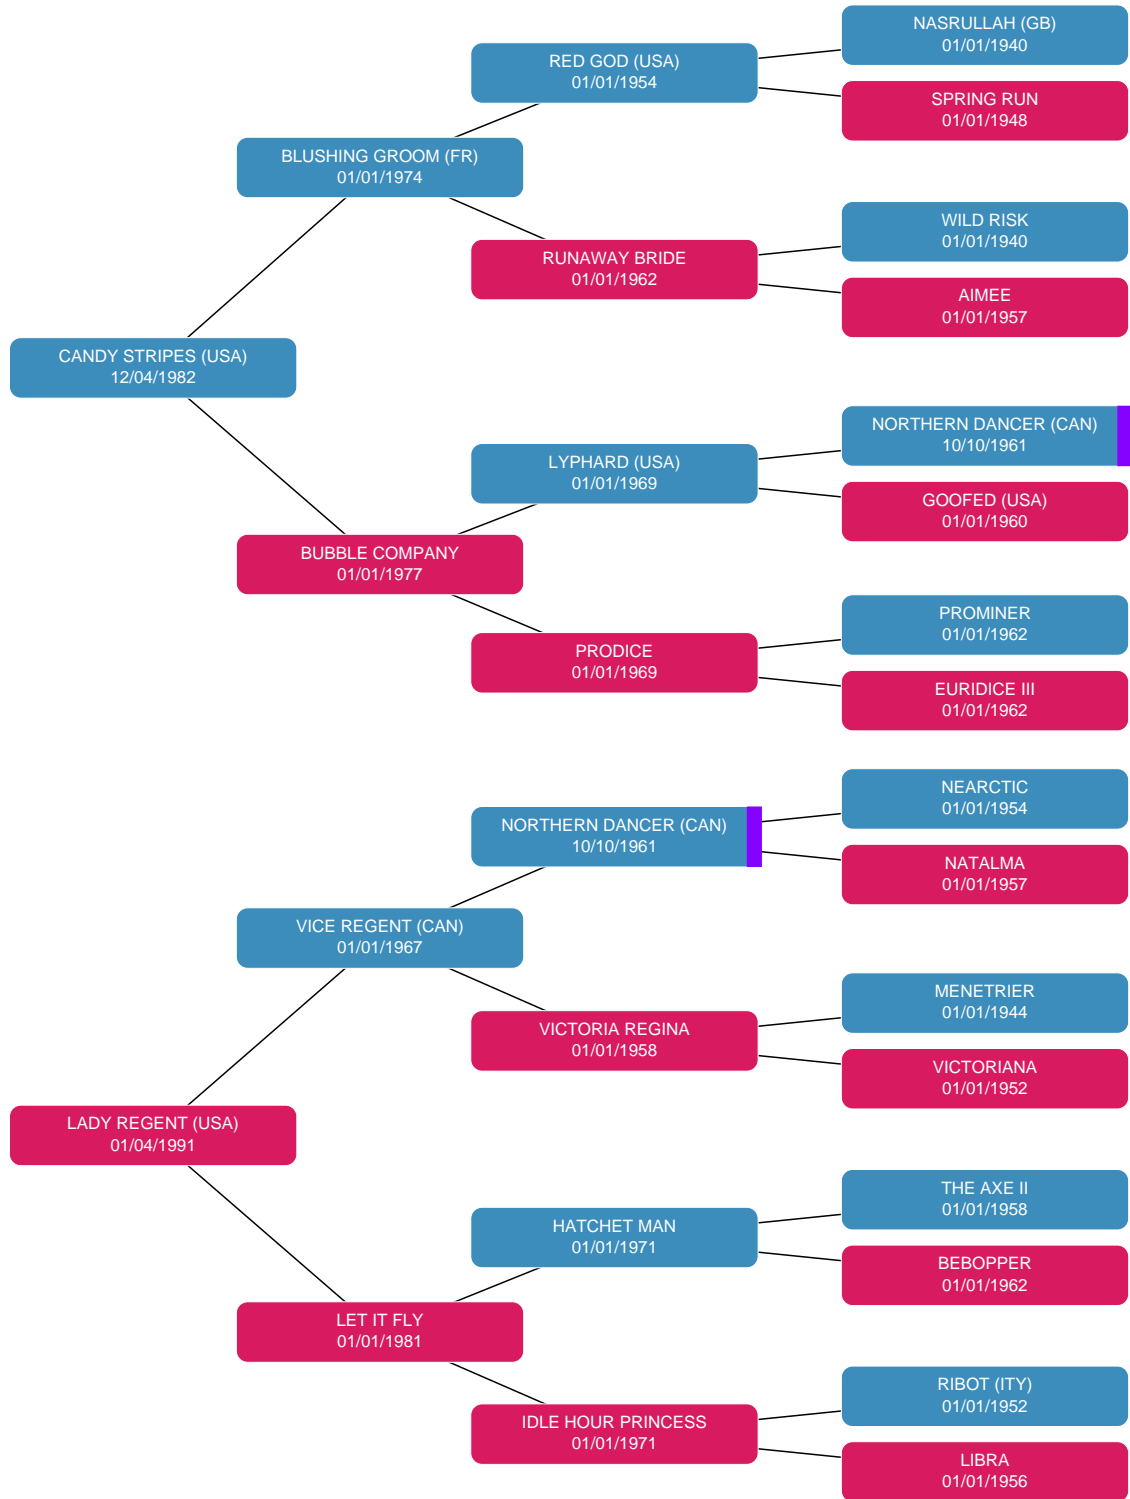 NASRULLAH (GB)
01/01/1940
RED GOD (USA)
01/01/1954
SPRING RUN
01/01/1948
BLUSHING GROOM (FR)
01/01/1974
WILD RISK
01/01/1940
RUNAWAY BRIDE
01/01/1962
AIMEE
01/01/1957
CANDY STRIPES (USA)
12/04/1982
NORTHERN DANCER (CAN)
10/10/1961
LYPHARD (USA)
01/01/1969
GOOFED (USA)
01/01/1960
BUBBLE COMPANY
01/01/1977
PROMINER
01/01/1962
PRODICE
01/01/1969
EURIDICE III
01/01/1962
NEARCTIC
01/01/1954
NORTHERN DANCER (CAN)
10/10/1961
NATALMA
01/01/1957
VICE REGENT (CAN)
01/01/1967
MENETRIER
01/01/1944
VICTORIA REGINA
01/01/1958
VICTORIANA
01/01/1952
LADY REGENT (USA)
01/04/1991
THE AXE II
01/01/1958
HATCHET MAN
01/01/1971
BEBOPPER
01/01/1962
LET IT FLY
01/01/1981
RIBOT (ITY)
01/01/1952
IDLE HOUR PRINCESS
01/01/1971
LIBRA
01/01/1956